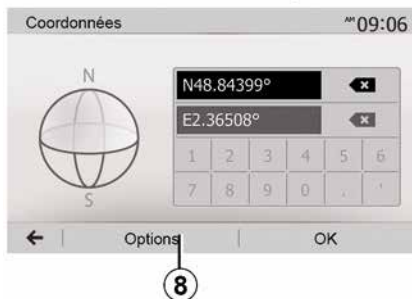 Coordonnées
AM 09:06
N
S
N48.84399°
E2.36508°
1 2 3 4 5 6
7 8 9 0 . '
Options
OK
8